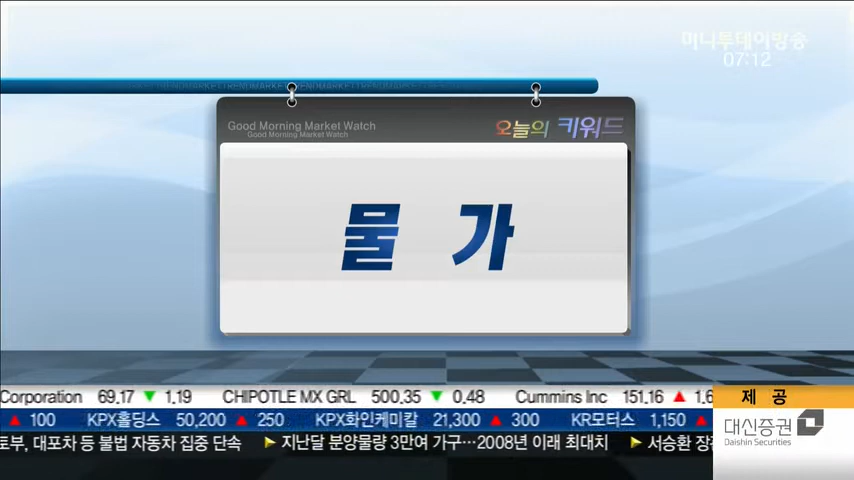 머니투데이방송
07:12
Good Morning Market Watch
Good Morning Market Watch
오늘의 키워드
물 가
Corporation 69,17 ▼ 1,19 CHIPOTLE MX GRL 500,35 ▼ 0,48 Cummins Inc 151,16 ▲ 1,6
제 공
▲ 100 KPX홀딩스 50,200 ▲ 250 KPX화인케미칼 21,300 ▲ 300 KR모터스 1,150 ▲
대신증권
Daishin Securities
토부, 대포차 등 불법 자동차 집중 단속 ▶ 지난달 분양물량 3만여 가구…2008년 이래 최대치 ▶ 서승환 장